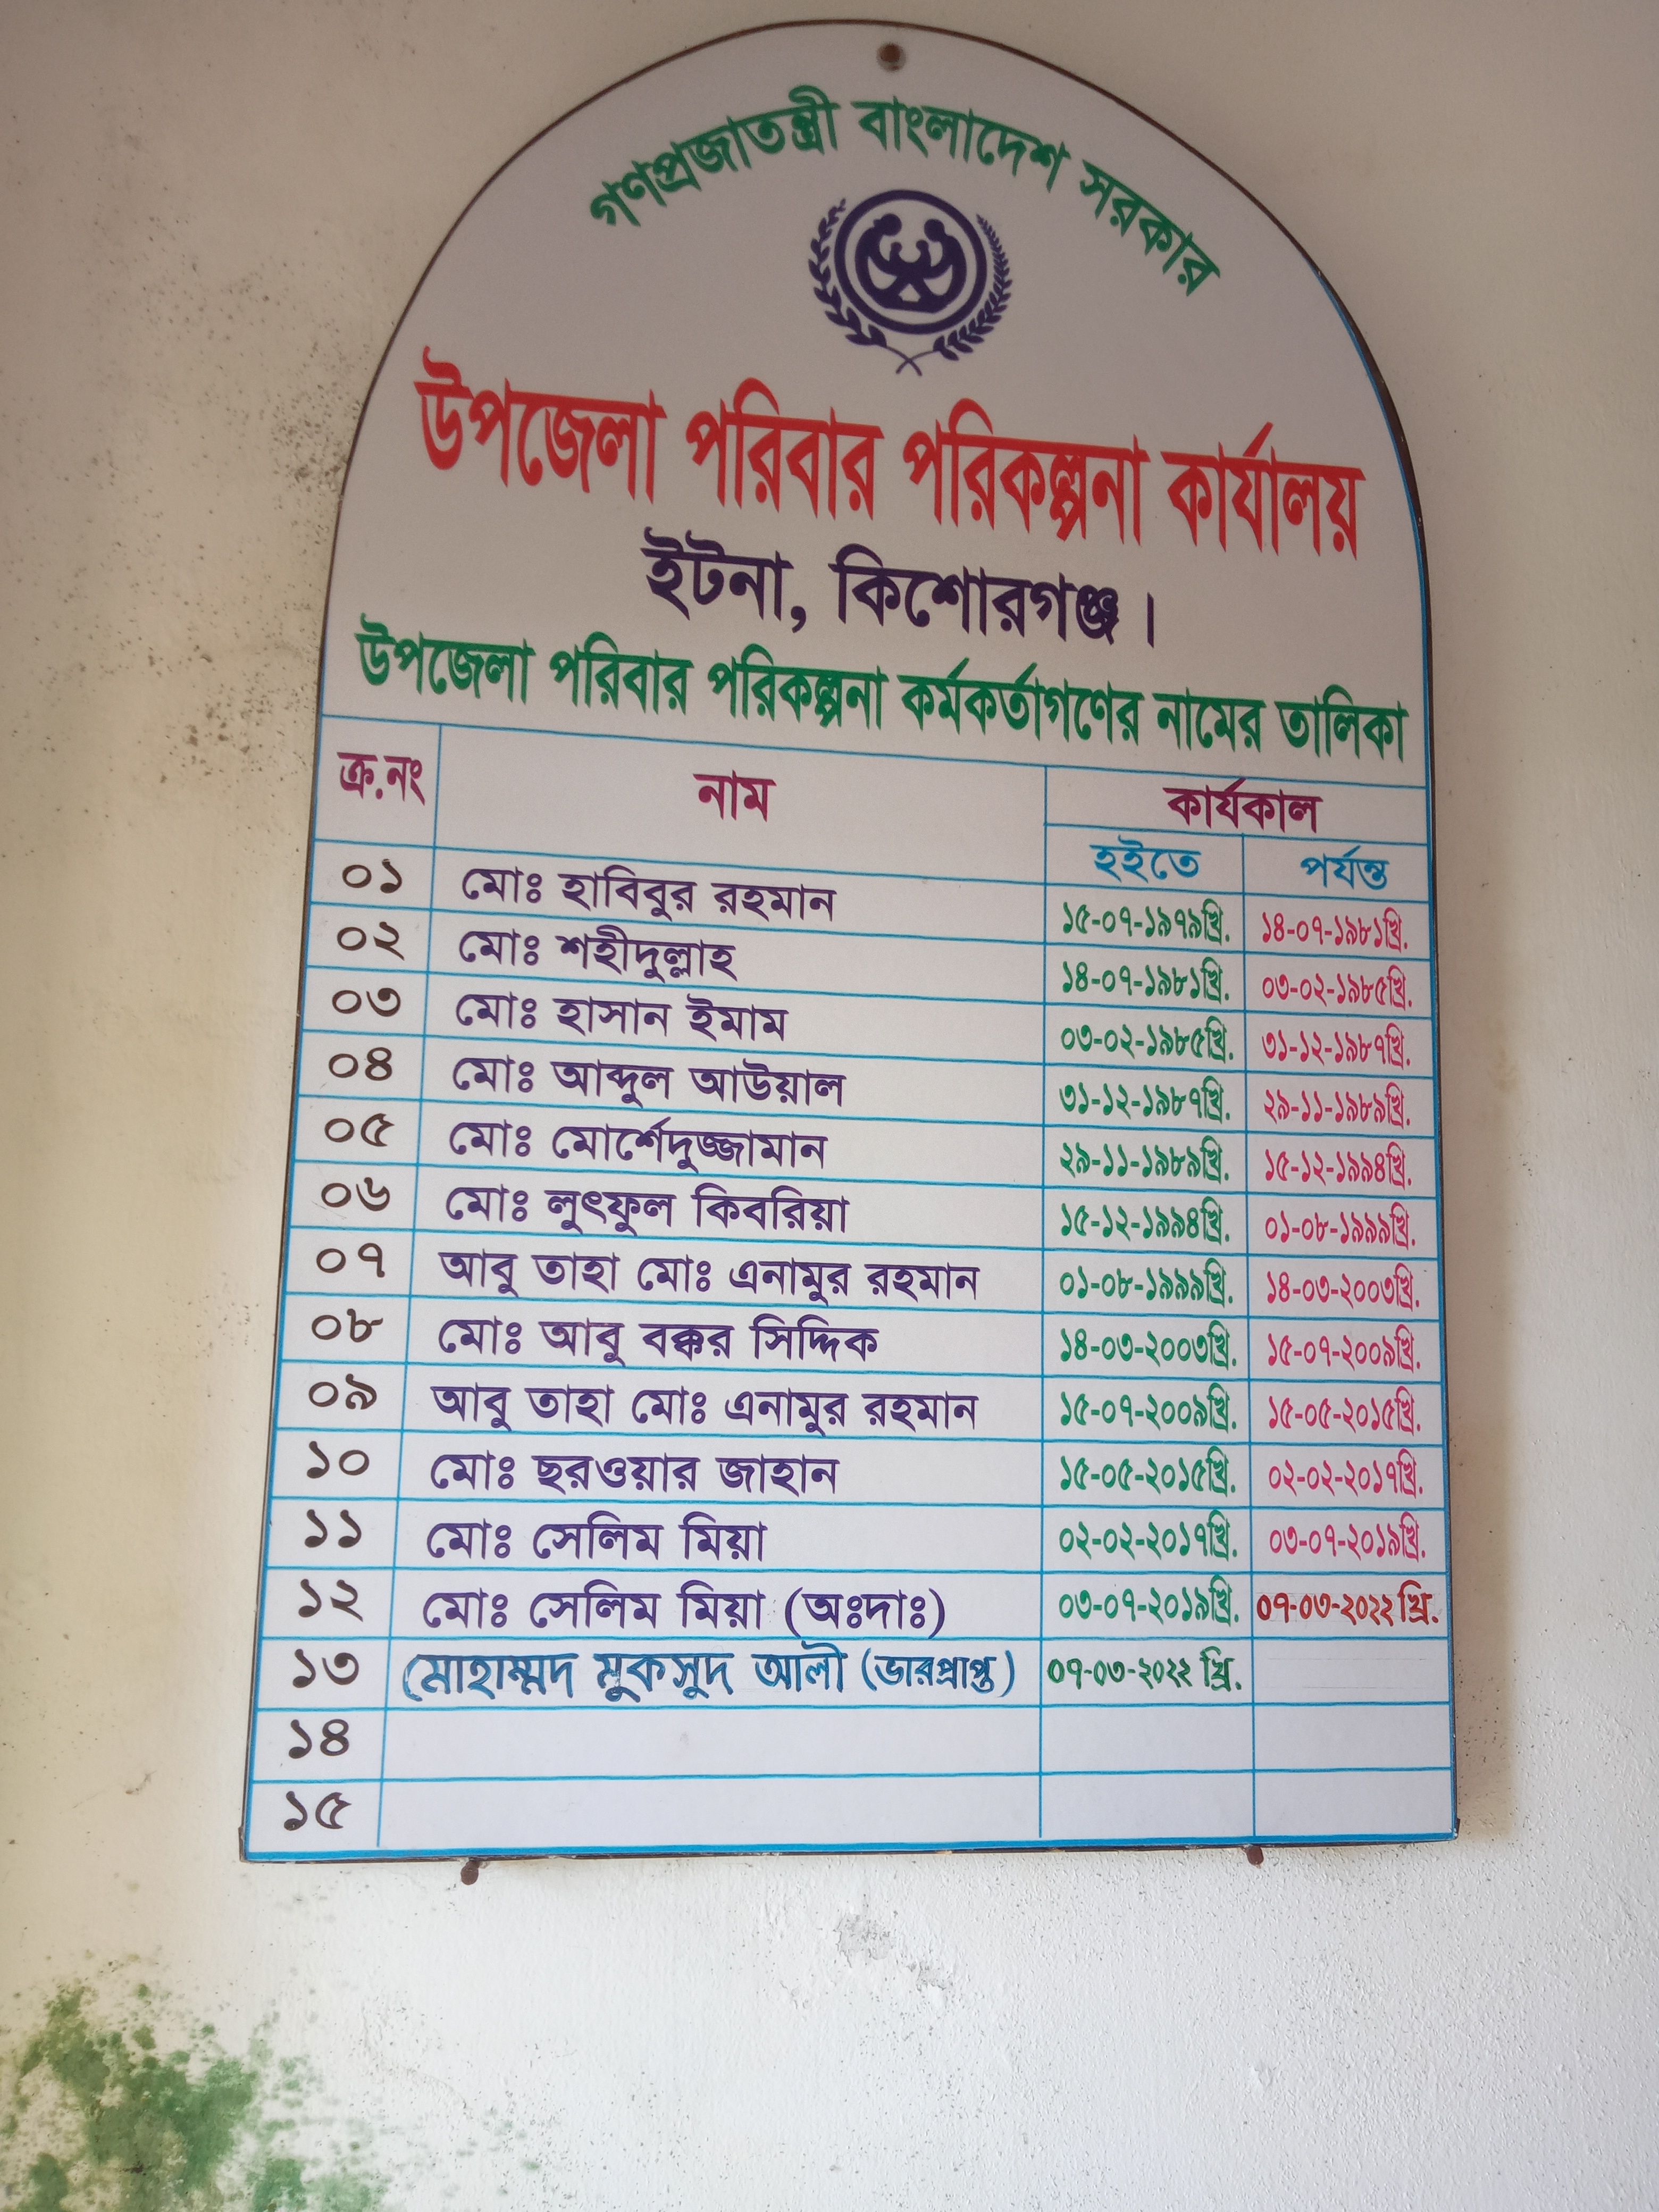 গণপ্রজাতন্ত্রী বাংলাদেশ সরকার
উপজেলা পরিবার পরিকল্পনা কার্যালয়
ইটনা, কিশোরগঞ্জ।
উপজেলা পরিবার পরিকল্পনা কর্মকর্তাগণের নামের তালিকা
ক্র.নং নাম কার্যকাল
হইতে পর্যন্ত
০১ মোঃ হাবিবুর রহমান ১৫-০৭-১৯৭৯খ্রি. ১৪-০৭-১৯৮১খ্রি.
০২ মোঃ শহীদুল্লাহ ১৪-০৭-১৯৮১খ্রি. ০৩-০২-১৯৮৫খ্রি.
০৩ মোঃ হাসান ইমাম ০৩-০২-১৯৮৫খ্রি. ৩১-১২-১৯৮৭খ্রি.
০৪ মোঃ আব্দুল আউয়াল ৩১-১২-১৯৮৭খ্রি. ২৯-১১-১৯৮৯খ্রি.
০৫ মোঃ মোর্শেদুজ্জামান ২৯-১১-১৯৮৯খ্রি. ১৫-১২-১৯৯৪খ্রি.
০৬ মোঃ লুৎফুল কিবরিয়া ১৫-১২-১৯৯৪খ্রি. ০১-০৮-১৯৯৯খ্রি.
০৭ আবু তাহা মোঃ এনামুর রহমান ০১-০৮-১৯৯৯খ্রি. ১৪-০৩-২০০৩খ্রি.
০৮ মোঃ আবু বক্কর সিদ্দিক ১৪-০৩-২০০৩খ্রি. ১৫-০৭-২০০৯খ্রি.
০৯ আবু তাহা মোঃ এনামুর রহমান ১৫-০৭-২০০৯খ্রি. ১৫-০৫-২০১৫খ্রি.
১০ মোঃ ছরওয়ার জাহান ১৫-০৫-২০১৫খ্রি. ০২-০২-২০১৭খ্রি.
১১ মোঃ সেলিম মিয়া ০২-০২-২০১৭খ্রি. ০৩-০৭-২০১৯খ্রি.
১২ মোঃ সেলিম মিয়া (অঃদাঃ) ০৩-০৭-২০১৯খ্রি. ০৭-০৩-২০২২ খ্রি.
১৩ মোহাম্মদ মুকসুদ আলী (ভারপ্রাপ্ত) ০৭-০৩-২০২২ খ্রি.
১৪
১৫